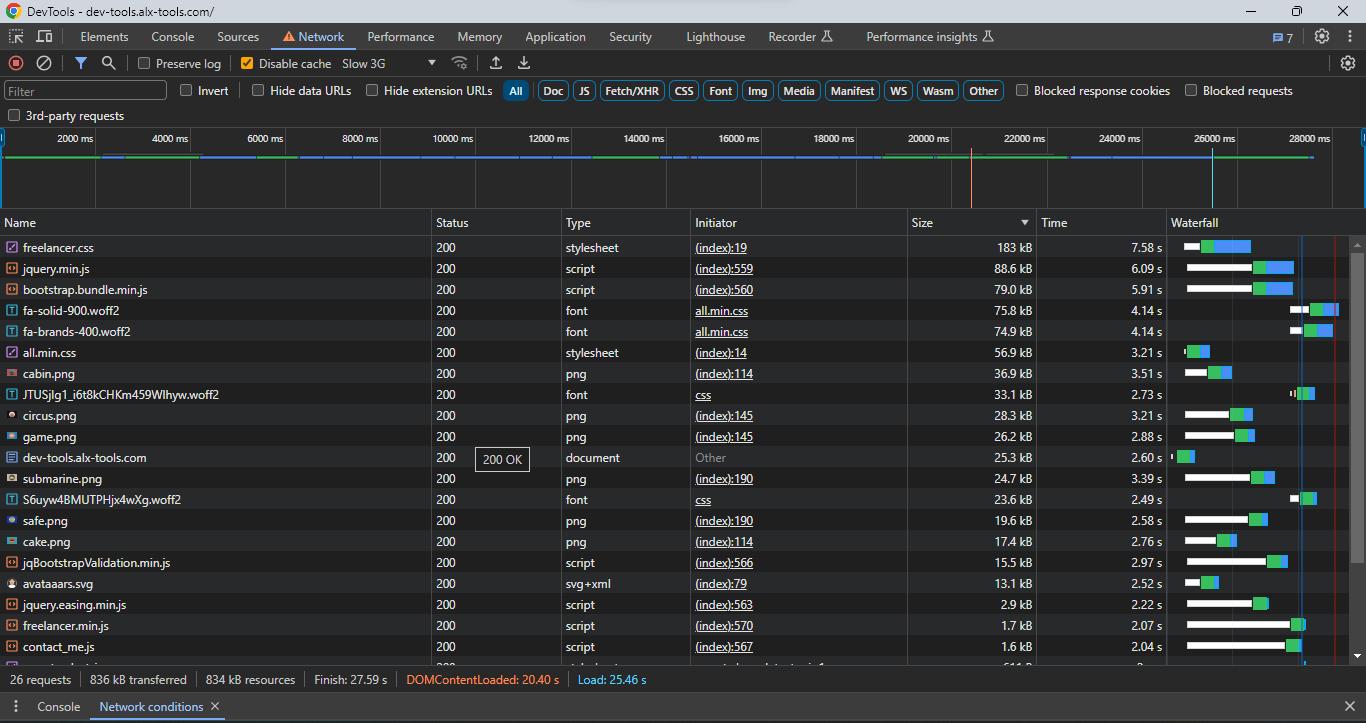 DevTools - dev-tools.alx-tools.com/
Elements Console Sources Network Performance Memory Application Security Lighthouse Recorder Performance insights 7
Preserve log Disable cache Slow 3G
Filter Invert Hide data URLs Hide extension URLs All Doc JS Fetch/XHR CSS Font Img Media Manifest WS Wasm Other Blocked response cookies Blocked requests
3rd-party requests
2000 ms 4000 ms 6000 ms 8000 ms 10000 ms 12000 ms 14000 ms 16000 ms 18000 ms 20000 ms 22000 ms 24000 ms 26000 ms 28000 ms
Name Status Type Initiator Size Time Waterfall
freelancer.css 200 stylesheet (index):19 183 kB 7.58 s
jquery.min.js 200 script (index):559 88.6 kB 6.09 s
bootstrap.bundle.min.js 200 script (index):560 79.0 kB 5.91 s
fa-solid-900.woff2 200 font all.min.css 75.8 kB 4.14 s
fa-brands-400.woff2 200 font all.min.css 74.9 kB 4.14 s
all.min.css 200 stylesheet (index):14 56.9 kB 3.21 s
cabin.png 200 png (index):114 36.9 kB 3.51 s
JTUSjIg1_i6t8kCHKm459Wlhyw.woff2 200 font css 33.1 kB 2.73 s
circus.png 200 png (index):145 28.3 kB 3.21 s
game.png 200 png (index):145 26.2 kB 2.88 s
dev-tools.alx-tools.com 200 200 OK document Other 25.3 kB 2.60 s
submarine.png 200 png (index):190 24.7 kB 3.39 s
S6uyw4BMUTPHjx4wXg.woff2 200 font css 23.6 kB 2.49 s
safe.png 200 png (index):190 19.6 kB 2.58 s
cake.png 200 png (index):114 17.4 kB 2.76 s
jqBootstrapValidation.min.js 200 script (index):566 15.5 kB 2.97 s
avataaars.svg 200 svg+xml (index):79 13.1 kB 2.52 s
jquery.easing.min.js 200 script (index):563 2.9 kB 2.22 s
freelancer.min.js 200 script (index):570 1.7 kB 2.07 s
contact_me.js 200 script (index):567 1.6 kB 2.04 s
26 requests 836 kB transferred 834 kB resources Finish: 27.59 s DOMContentLoaded: 20.40 s Load: 25.46 s
Console Network conditions